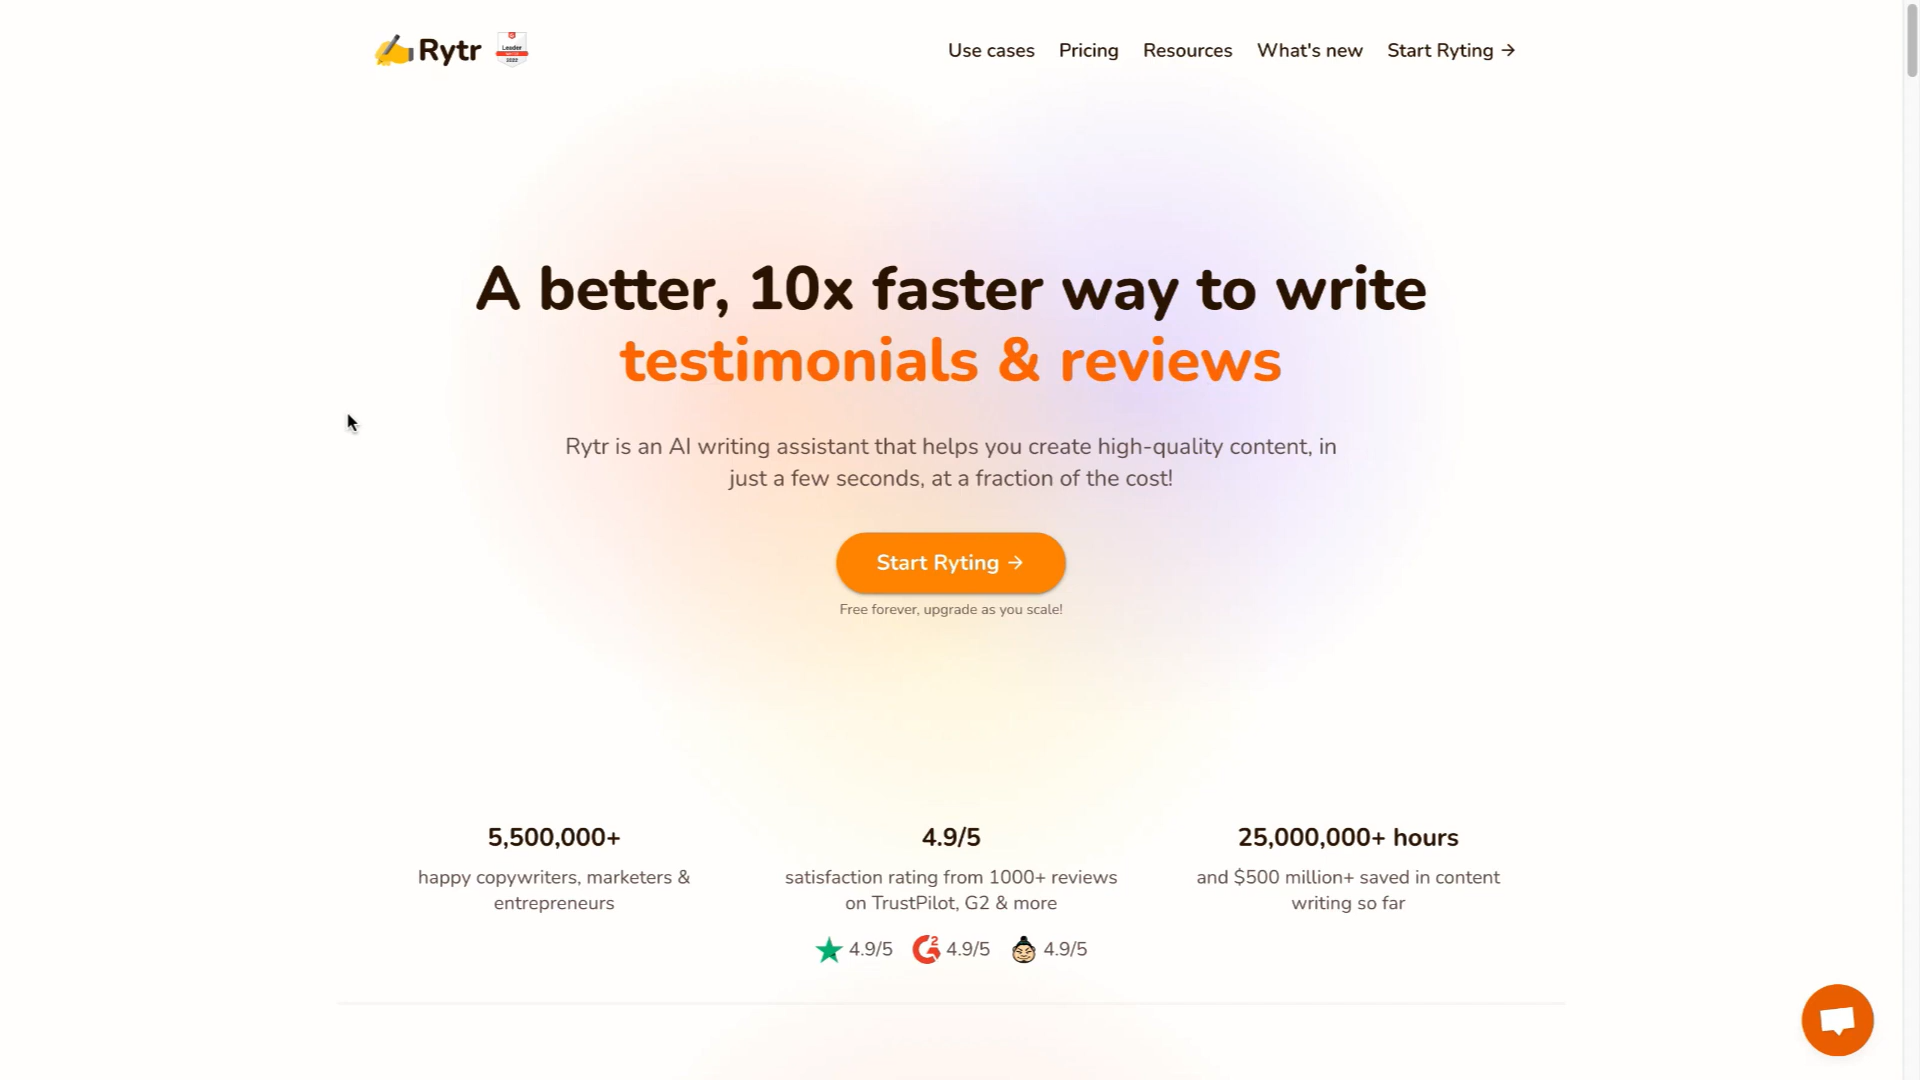 Rytr
Leader
2022
Use cases
Pricing
Resources
What's new
Start Ryting →
A better, 10x faster way to write
testimonials & reviews
Rytr is an AI writing assistant that helps you create high-quality content, in
just a few seconds, at a fraction of the cost!
Start Ryting →
Free forever, upgrade as you scale!
5,500,000+
happy copywriters, marketers &
entrepreneurs
4.9/5
satisfaction rating from 1000+ reviews
on TrustPilot, G2 & more
4.9/5
4.9/5
4.9/5
25,000,000+ hours
and $500 million+ saved in content
writing so far